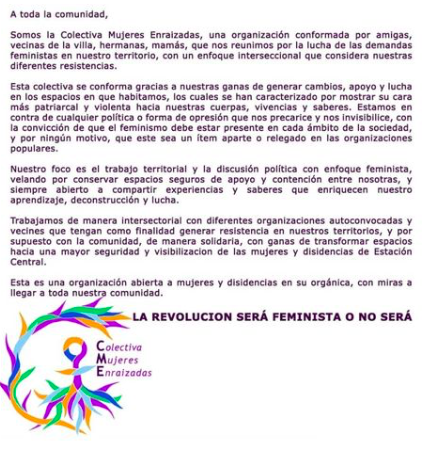 A toda la comunidad,
Somos la Colectiva Mujeres Enraizadas, una organización conformada por amigas,
vecinas de la villa, hermanas, mamás, que nos reunimos por la lucha de las demandas
feministas en nuestro territorio, con un enfoque interseccional que considera nuestras
diferentes resistencias.
Esta colectiva se conforma gracias a nuestras ganas de generar cambios, apoyo y lucha
en los espacios en que habitamos, los cuales se han caracterizado por mostrar su cara
más patriarcal y violenta hacia nuestras cuerpas, vivencias y saberes. Estamos en
contra de cualquier política o forma de opresión que nos precarice y nos invisibilice, con
la convicción de que el feminismo debe estar presente en cada ámbito de la sociedad,
y por ningún motivo, que este sea un ítem aparte o relegado en las organizaciones
populares.
Nuestro foco es el trabajo territorial y la discusión política con enfoque feminista,
velando por conservar espacios seguros de apoyo y contención entre nosotras, y
siempre abierto a compartir experiencias y saberes que enriquecen nuestro
aprendizaje, deconstrucción y lucha.
Trabajamos de manera intersectorial con diferentes organizaciones autoconvocadas y
vecines que tengan como finalidad generar resistencia en nuestros territorios, y por
supuesto con la comunidad, de manera solidaria, con ganas de transformar espacios
hacia una mayor seguridad y visibilizacion de las mujeres y disidencias de Estación
Central.
Esta es una organización abierta a mujeres y disidencias en su orgánica, con miras a
llegar a toda nuestra comunidad.
LA REVOLUCION SERÁ FEMINISTA O NO SERÁ
Colectiva
Mujeres
Enraizadas